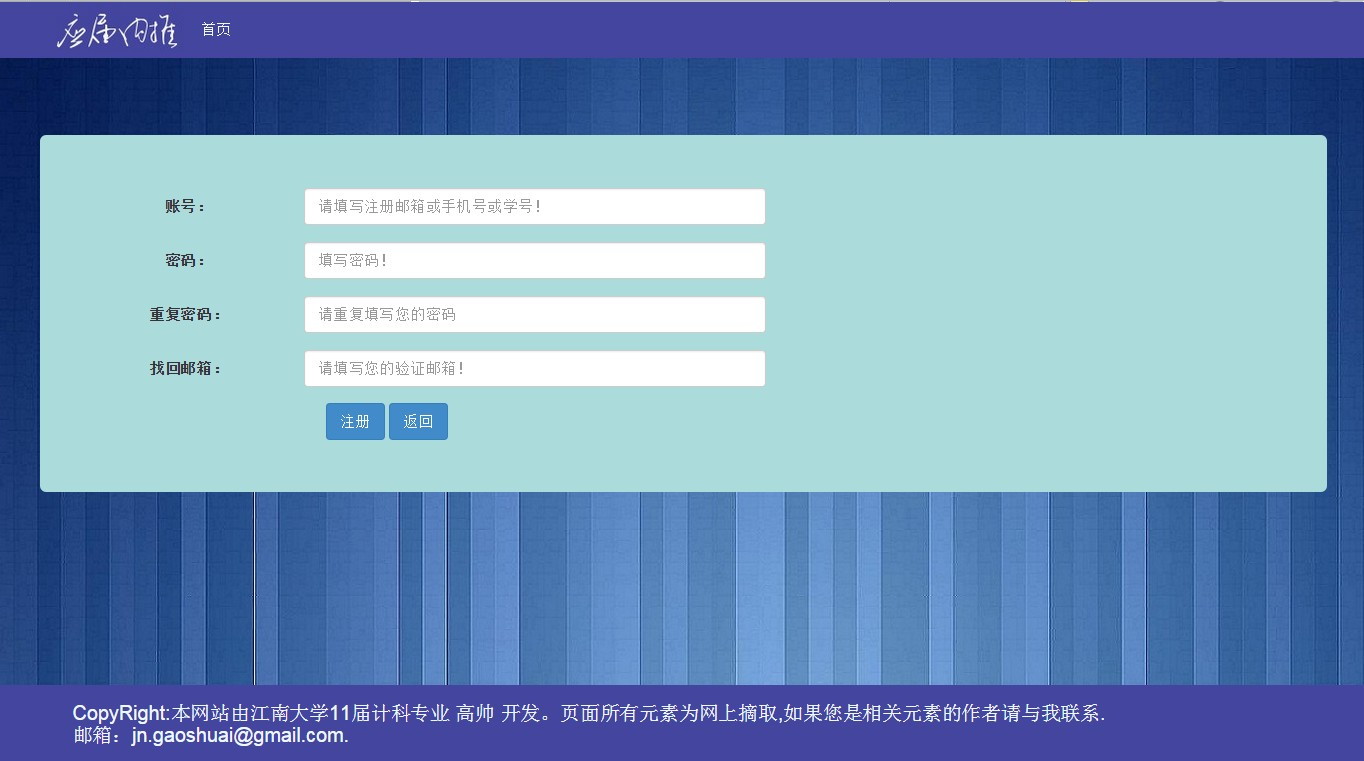 应届内推 首页
账号： 请填写注册邮箱或手机号或学号！
密码： 填写密码！
重复密码： 请重复填写您的密码
找回邮箱： 请填写您的验证邮箱！
注册 返回
CopyRight:本网站由江南大学11届计科专业 高帅 开发。页面所有元素为网上摘取,如果您是相关元素的作者请与我联系.
邮箱：jn.gaoshuai@gmail.com.